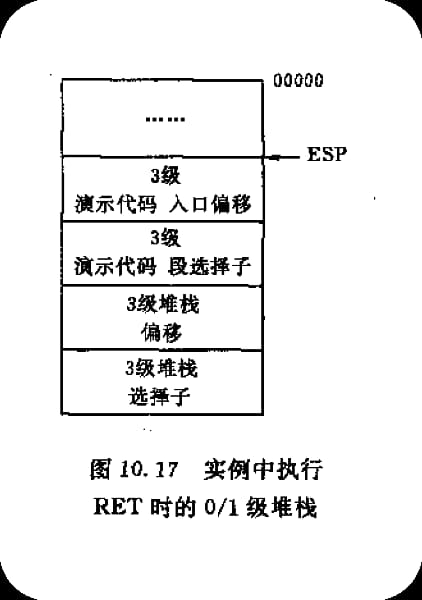 00000
……
ESP
3级
演示代码 入口偏移
3级
演示代码 段选择子
3级堆栈
偏移
3级堆栈
选择子
图 10.17 实例中执行
RET 时的 0/1 级堆栈